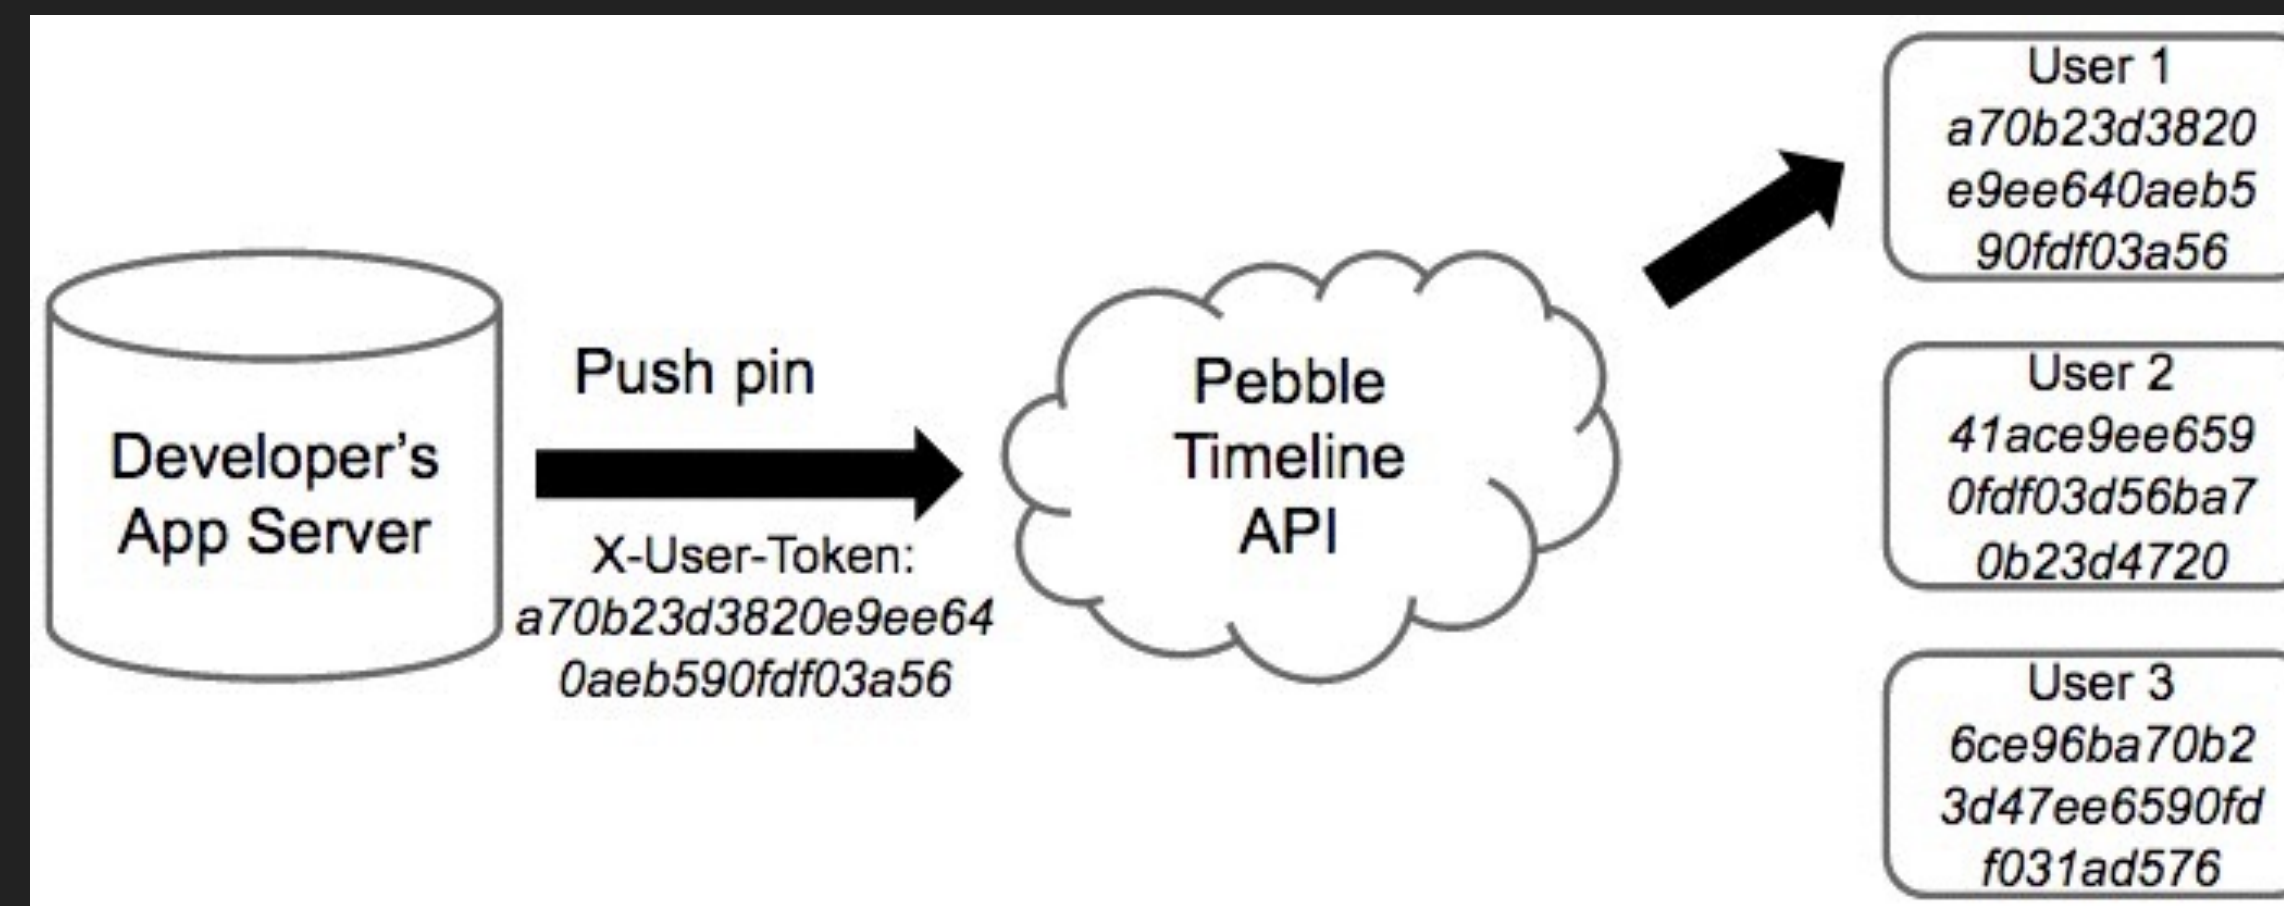 Developer’s
App Server
Push pin
X-User-Token:
a70b23d3820e9ee64
0aeb590fdf03a56
Pebble
Timeline
API
User 1
a70b23d3820
e9ee640aeb5
90fdf03a56
User 2
41ace9ee659
0fdf03d56ba7
0b23d4720
User 3
6ce96ba70b2
3d47ee6590fd
f031ad576